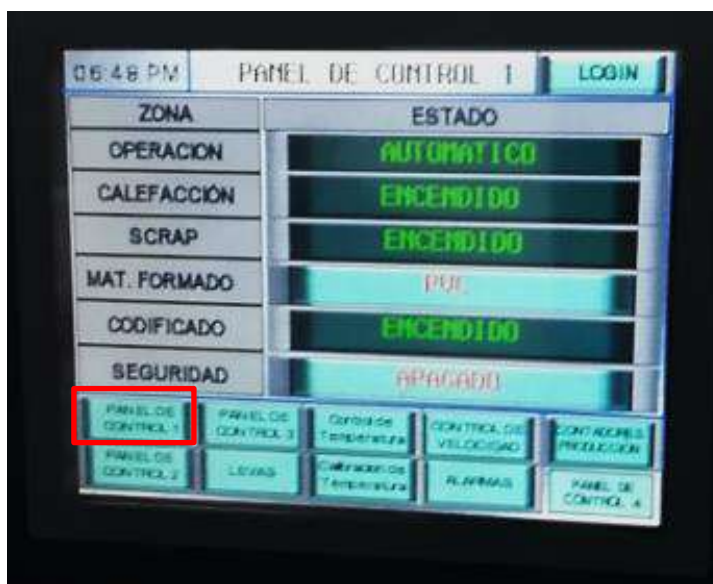 06:48 PM PANEL DE CONTROL 1 LOGIN
ZONA ESTADO
OPERACION AUTOMATICO
CALEFACCIÓN ENCENDIDO
SCRAP ENCENDIDO
MAT. FORMADO PVC
CODIFICADO ENCENDIDO
SEGURIDAD APAGADO
PANEL DE CONTROL 1
PANEL DE CONTROL 3
Control de Temperatura
CONTROL DE VELOCIDAD
CONTADORES PRODUCCION
PANEL DE CONTROL 2
LEVAS
Calibracion de Temperatura
ALARMAS
PANEL DE CONTROL 4